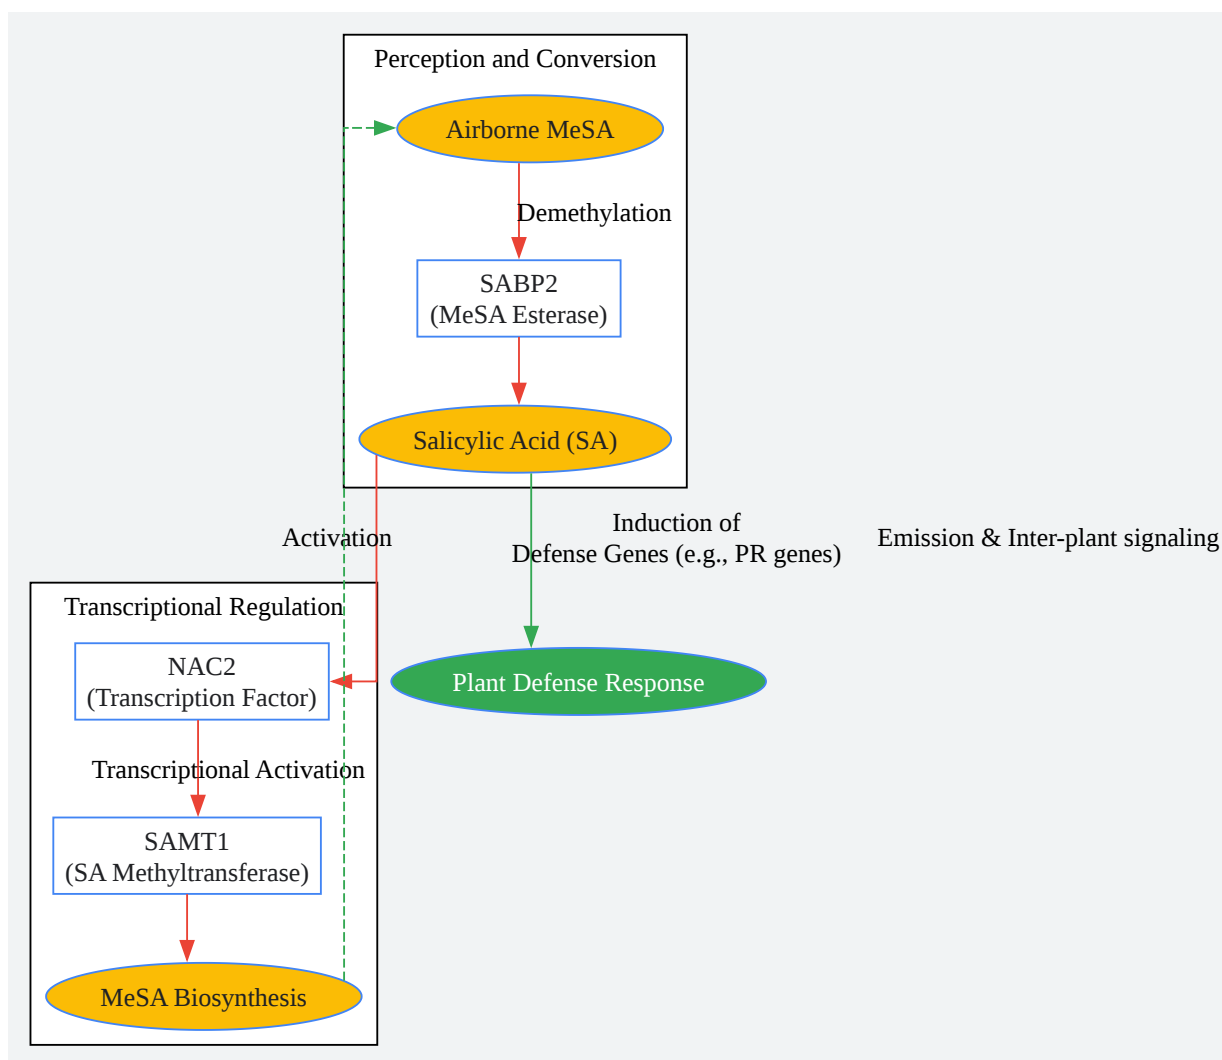 Perception and Conversion
Airborne MeSA
Demethylation
SABP2
(MeSA Esterase)
Salicylic Acid (SA)
Activation
Induction of
Defense Genes (e.g., PR genes)
Emission & Inter-plant signaling
Transcriptional Regulation
NAC2
(Transcription Factor)
Plant Defense Response
Transcriptional Activation
SAMT1
(SA Methyltransferase)
MeSA Biosynthesis